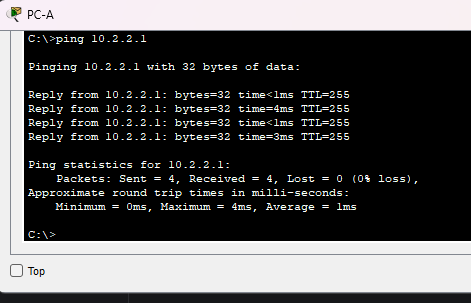 PC-A
C:\>ping 10.2.2.1
Pinging 10.2.2.1 with 32 bytes of data:
Reply from 10.2.2.1: bytes=32 time<1ms TTL=255
Reply from 10.2.2.1: bytes=32 time=4ms TTL=255
Reply from 10.2.2.1: bytes=32 time<1ms TTL=255
Reply from 10.2.2.1: bytes=32 time=3ms TTL=255
Ping statistics for 10.2.2.1:
Packets: Sent = 4, Received = 4, Lost = 0 (0% loss),
Approximate round trip times in milli-seconds:
Minimum = 0ms, Maximum = 4ms, Average = 1ms
C:\>
Top